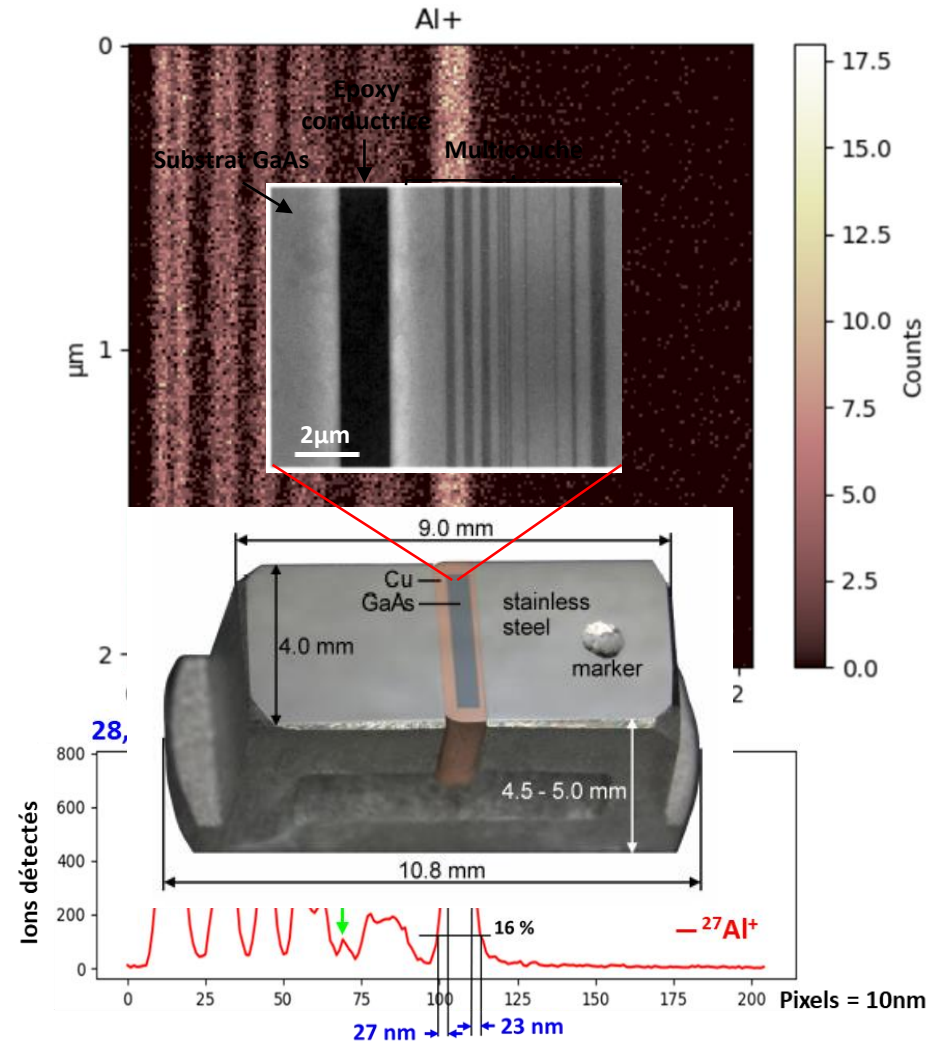 Al+
0
Epoxy
conductrice
Substrat GaAs
Multicouche
1
µm
2µm
17.5
15.0
12.5
10.0
7.5
5.0
2.5
0.0
Counts
9.0 mm
Cu
GaAs
stainless
steel
4.0 mm
marker
2
2
28,
4.5 - 5.0 mm
10.8 mm
800
600
400
200
0
Ions détectés
16 %
27Al+
0
25
50
75
100
125
150
175
200
Pixels = 10nm
27 nm
23 nm